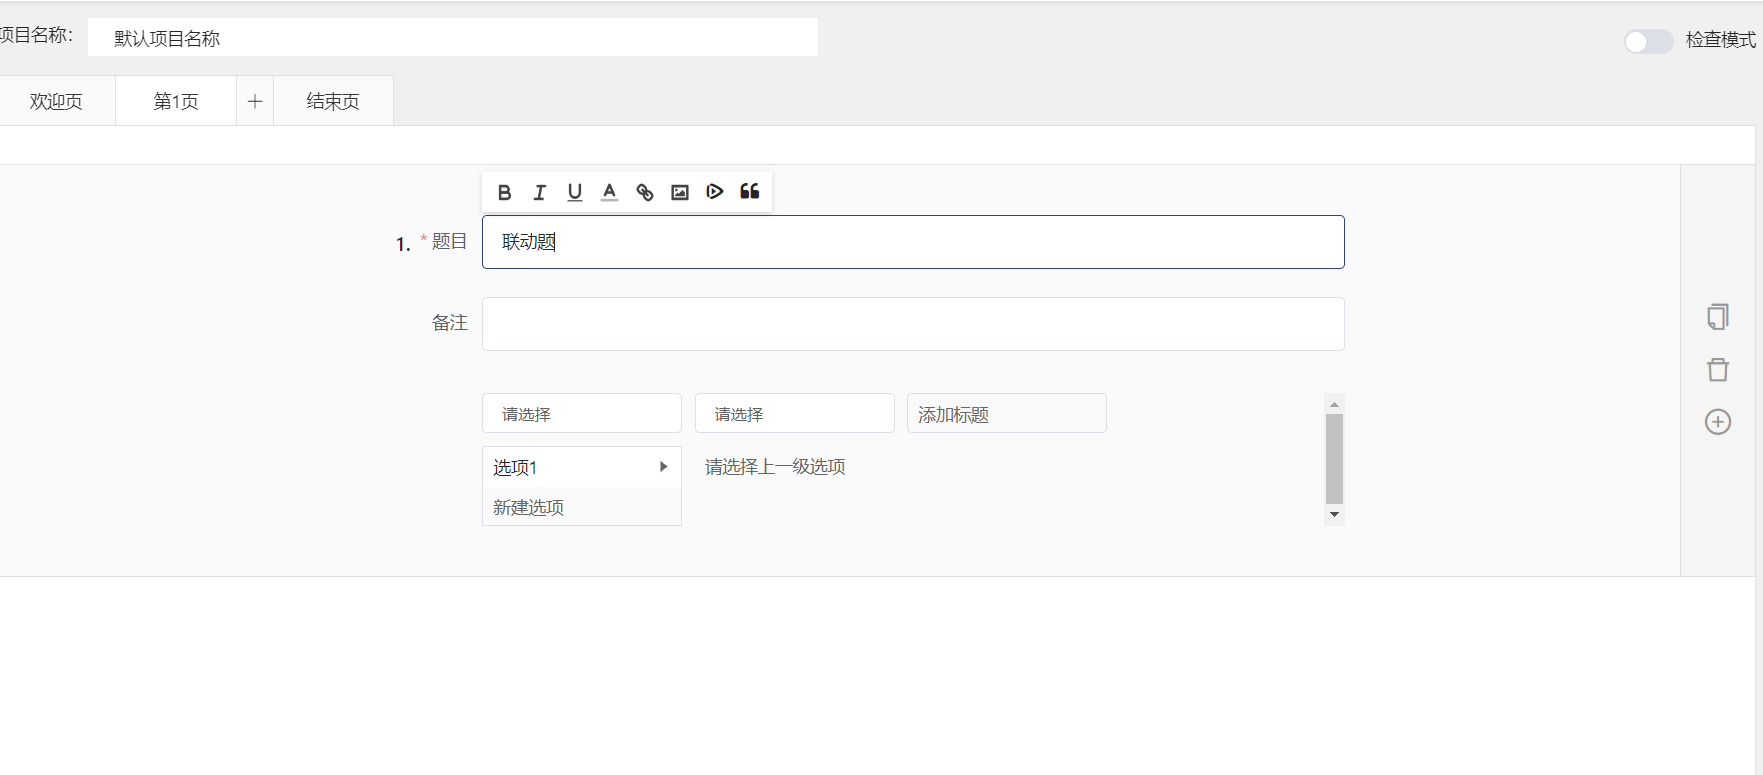 项目名称：
默认项目名称
检查模式
欢迎页
第1页
结束页
1. * 题目
联动题
备注
请选择
请选择
添加标题
选项1
请选择上一级选项
新建选项